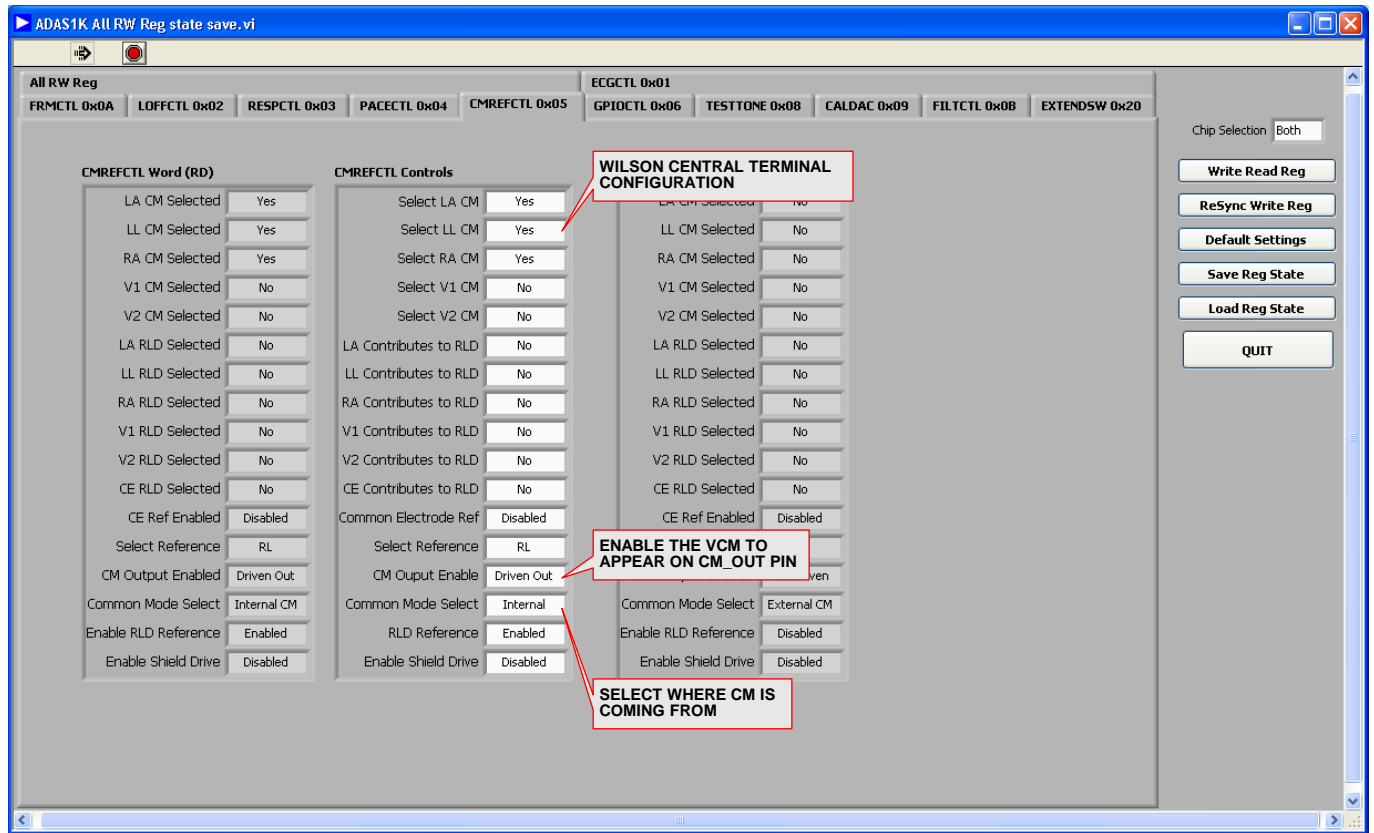 ADAS1K All RW Reg state save.vi
All RW Reg
ECGCTL 0x01
FRMCTL 0x0A
LOFFCTL 0x02
RESPCTL 0x03
PACECTL 0x04
CMREFCTL 0x05
GPIOCTL 0x06
TESTTONE 0x08
CALDAC 0x09
FILTCTL 0x0B
EXTENDSW 0x20
CMREFCTL Word (RD)
LA CM Selected Yes
LL CM Selected Yes
RA CM Selected Yes
V1 CM Selected No
V2 CM Selected No
LA RLD Selected No
LL RLD Selected No
RA RLD Selected No
V1 RLD Selected No
V2 RLD Selected No
CE RLD Selected No
CE Ref Enabled Disabled
Select Reference RL
CM Output Enabled Driven Out
Common Mode Select Internal CM
Enable RLD Reference Enabled
Enable Shield Drive Disabled
CMREFCTL Controls
Select LA CM Yes
Select LL CM Yes
Select RA CM Yes
Select V1 CM No
Select V2 CM No
LA Contributes to RLD No
LL Contributes to RLD No
RA Contributes to RLD No
V1 Contributes to RLD No
V2 Contributes to RLD No
CE Contributes to RLD No
Common Electrode Ref Disabled
Select Reference RL
CM Ouput Enable Driven Out
Common Mode Select Internal
RLD Reference Enabled
Enable Shield Drive Disabled
WILSON CENTRAL TERMINAL
CONFIGURATION
LA CM Selected No
LL CM Selected No
RA CM Selected No
V1 CM Selected No
V2 CM Selected No
LA RLD Selected No
LL RLD Selected No
RA RLD Selected No
V1 RLD Selected No
V2 RLD Selected No
CE RLD Selected No
CE Ref Enabled Disabled
ENABLE THE VCM TO
APPEAR ON CM_OUT PIN
Common Mode Select External CM
Enable RLD Reference Disabled
Enable Shield Drive Disabled
SELECT WHERE CM IS
COMING FROM
Chip Selection Both
Write Read Reg
ReSync Write Reg
Default Settings
Save Reg State
Load Reg State
QUIT